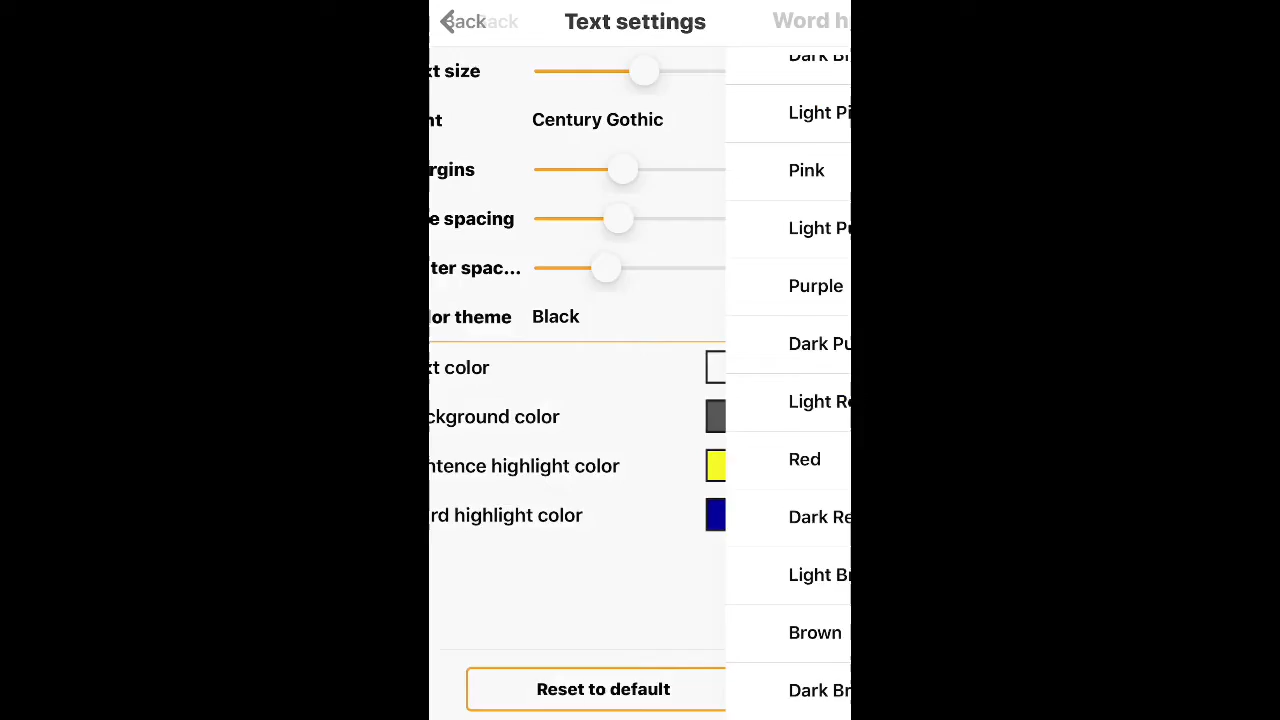 Back Back Text settings Word h
xt size
nt Century Gothic
rgins
e spacing
ter spac...
or theme Black
xt color
ckground color
ntence highlight color
rd highlight color
Reset to default
Dark Br
Light Pi
Pink
Light Pu
Purple
Dark Pu
Light Re
Red
Dark Re
Light Br
Brown
Dark Br